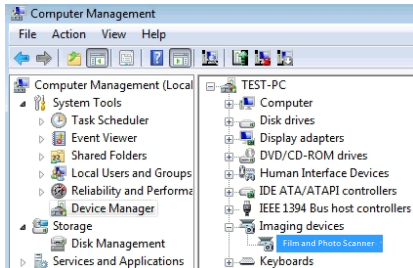 Computer Management
File Action View Help
Computer Management (Local
System Tools
Task Scheduler
Event Viewer
Shared Folders
Local Users and Groups
Reliability and Performa
Device Manager
Storage
Disk Management
Services and Applications
TEST-PC
Computer
Disk drives
Display adapters
DVD/CD-ROM drives
Human Interface Devices
IDE ATA/ATAPI controllers
IEEE 1394 Bus host controllers
Imaging devices
Film and Photo Scanner
Keyboards